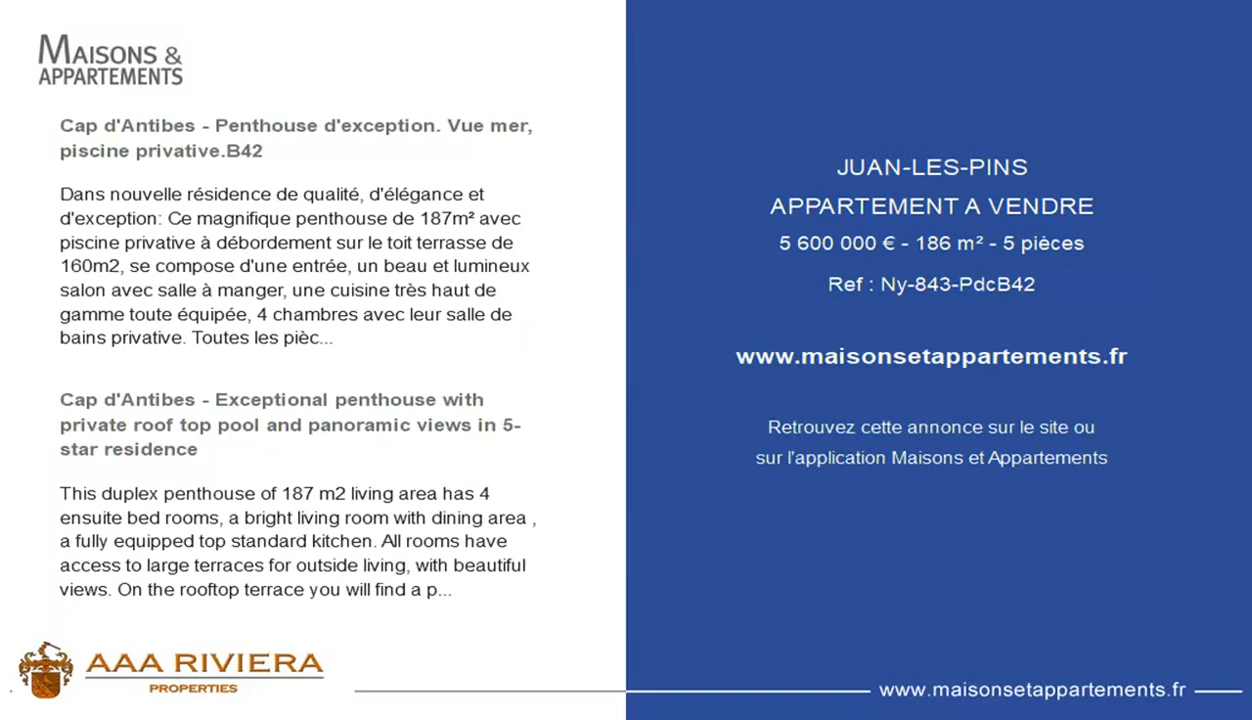 MAISONS &
APPARTEMENTS
Cap d'Antibes - Penthouse d'exception. Vue mer,
piscine privative.B42
Dans nouvelle résidence de qualité, d'élégance et
d'exception: Ce magnifique penthouse de 187m² avec
piscine privative à débordement sur le toit terrasse de
160m2, se compose d'une entrée, un beau et lumineux
salon avec salle à manger, une cuisine très haut de
gamme toute équipée, 4 chambres avec leur salle de
bains privative. Toutes les pièc...
Cap d'Antibes - Exceptional penthouse with
private roof top pool and panoramic views in 5-
star residence
This duplex penthouse of 187 m2 living area has 4
ensuite bed rooms, a bright living room with dining area ,
a fully equipped top standard kitchen. All rooms have
access to large terraces for outside living, with beautiful
views. On the rooftop terrace you will find a p...
AAA RIVIERA
PROPERTIES
JUAN-LES-PINS
APPARTEMENT A VENDRE
5 600 000 € - 186 m² - 5 pièces
Ref : Ny-843-PdcB42
www.maisonsetappartements.fr
Retrouvez cette annonce sur le site ou
sur l'application Maisons et Appartements
www.maisonsetappartements.fr